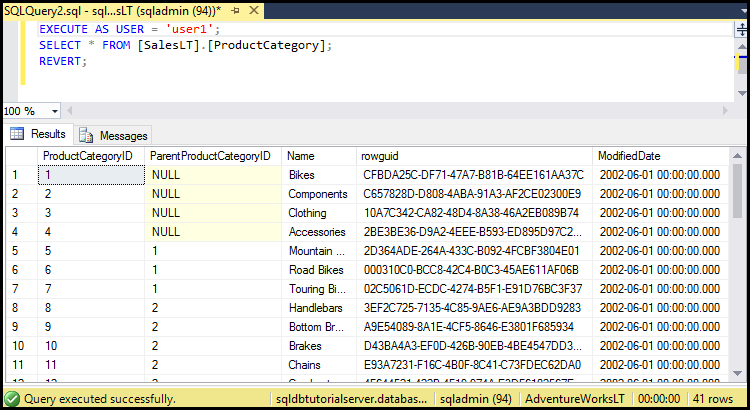 SQLQuery2.sql - sql...sLT (sqladmin (94))*
EXECUTE AS USER = 'user1';
SELECT * FROM [SalesLT].[ProductCategory];
REVERT;
100 %
Results Messages
ProductCategoryID ParentProductCategoryID Name rowguid ModifiedDate
1 1 NULL Bikes CFBDA25C-DF71-47A7-B81B-64EE161AA37C 2002-06-01 00:00:00.000
2 2 NULL Components C657828D-D808-4ABA-91A3-AF2CE02300E9 2002-06-01 00:00:00.000
3 3 NULL Clothing 10A7C342-CA82-48D4-8A38-46A2EB089B74 2002-06-01 00:00:00.000
4 4 NULL Accessories 2BE3BE36-D9A2-4EEE-B593-ED895D97C2... 2002-06-01 00:00:00.000
5 5 1 Mountain ... 2D364ADE-264A-433C-B092-4FCBF3804E01 2002-06-01 00:00:00.000
6 6 1 Road Bikes 000310C0-BCC8-42C4-B0C3-45AE611AF06B 2002-06-01 00:00:00.000
7 7 1 Touring Bi... 02C5061D-ECDC-4274-B5F1-E91D76BC3F37 2002-06-01 00:00:00.000
8 8 2 Handlebars 3EF2C725-7135-4C85-9AE6-AE9A3BDD9283 2002-06-01 00:00:00.000
9 9 2 Bottom Br... A9E54089-8A1E-4CF5-8646-E3801F685934 2002-06-01 00:00:00.000
10 10 2 Brakes D43BA4A3-EF0D-426B-90EB-4BE4547DD3... 2002-06-01 00:00:00.000
11 11 2 Chains E93A7231-F16C-4B0F-8C41-C73FDEC62DA0 2002-06-01 00:00:00.000
Query executed successfully. sqldbtutorialserver.databas... sqladmin (94) AdventureWorksLT 00:00:00 41 rows